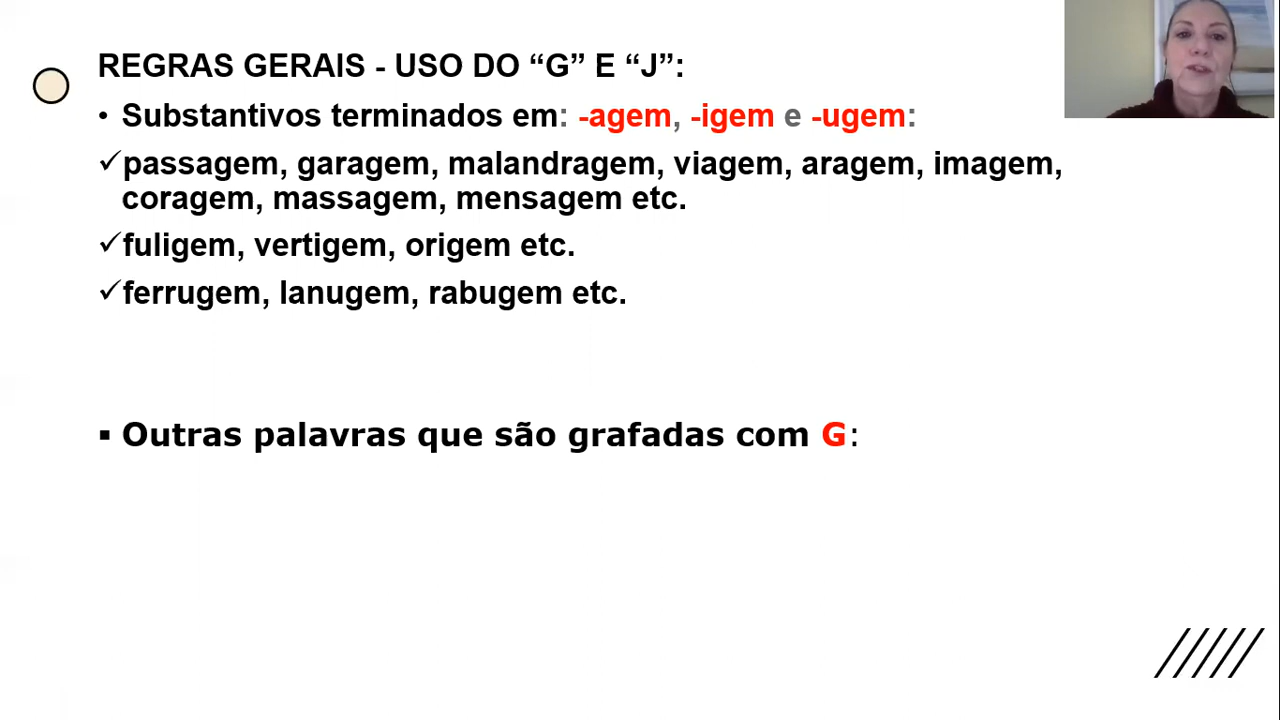 REGRAS GERAIS - USO DO “G” E “J”:
• Substantivos terminados em: -agem, -igem e -ugem:
✓passagem, garagem, malandragem, viagem, aragem, imagem,
coragem, massagem, mensagem etc.
✓fuligem, vertigem, origem etc.
✓ferrugem, lanugem, rabugem etc.
▪ Outras palavras que são grafadas com G: